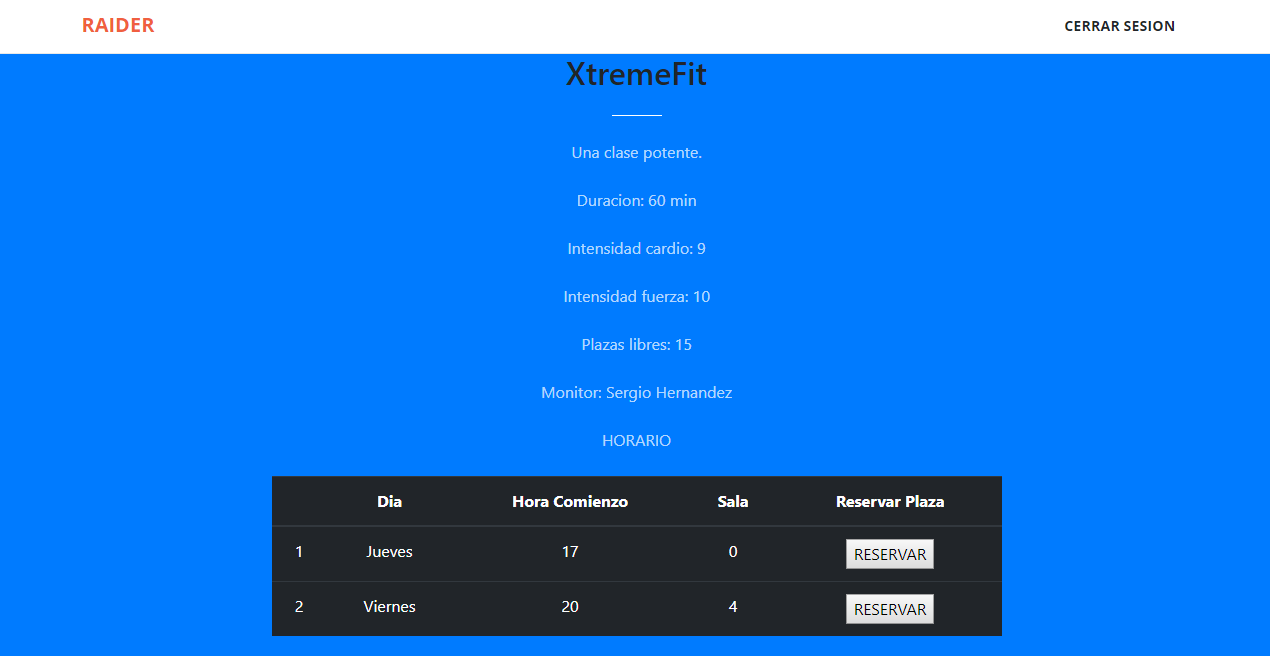 RAIDER
CERRAR SESION
XtremeFit
Una clase potente.
Duracion: 60 min
Intensidad cardio: 9
Intensidad fuerza: 10
Plazas libres: 15
Monitor: Sergio Hernandez
HORARIO
Dia Hora Comienzo Sala Reservar Plaza
1 Jueves 17 0 RESERVAR
2 Viernes 20 4 RESERVAR